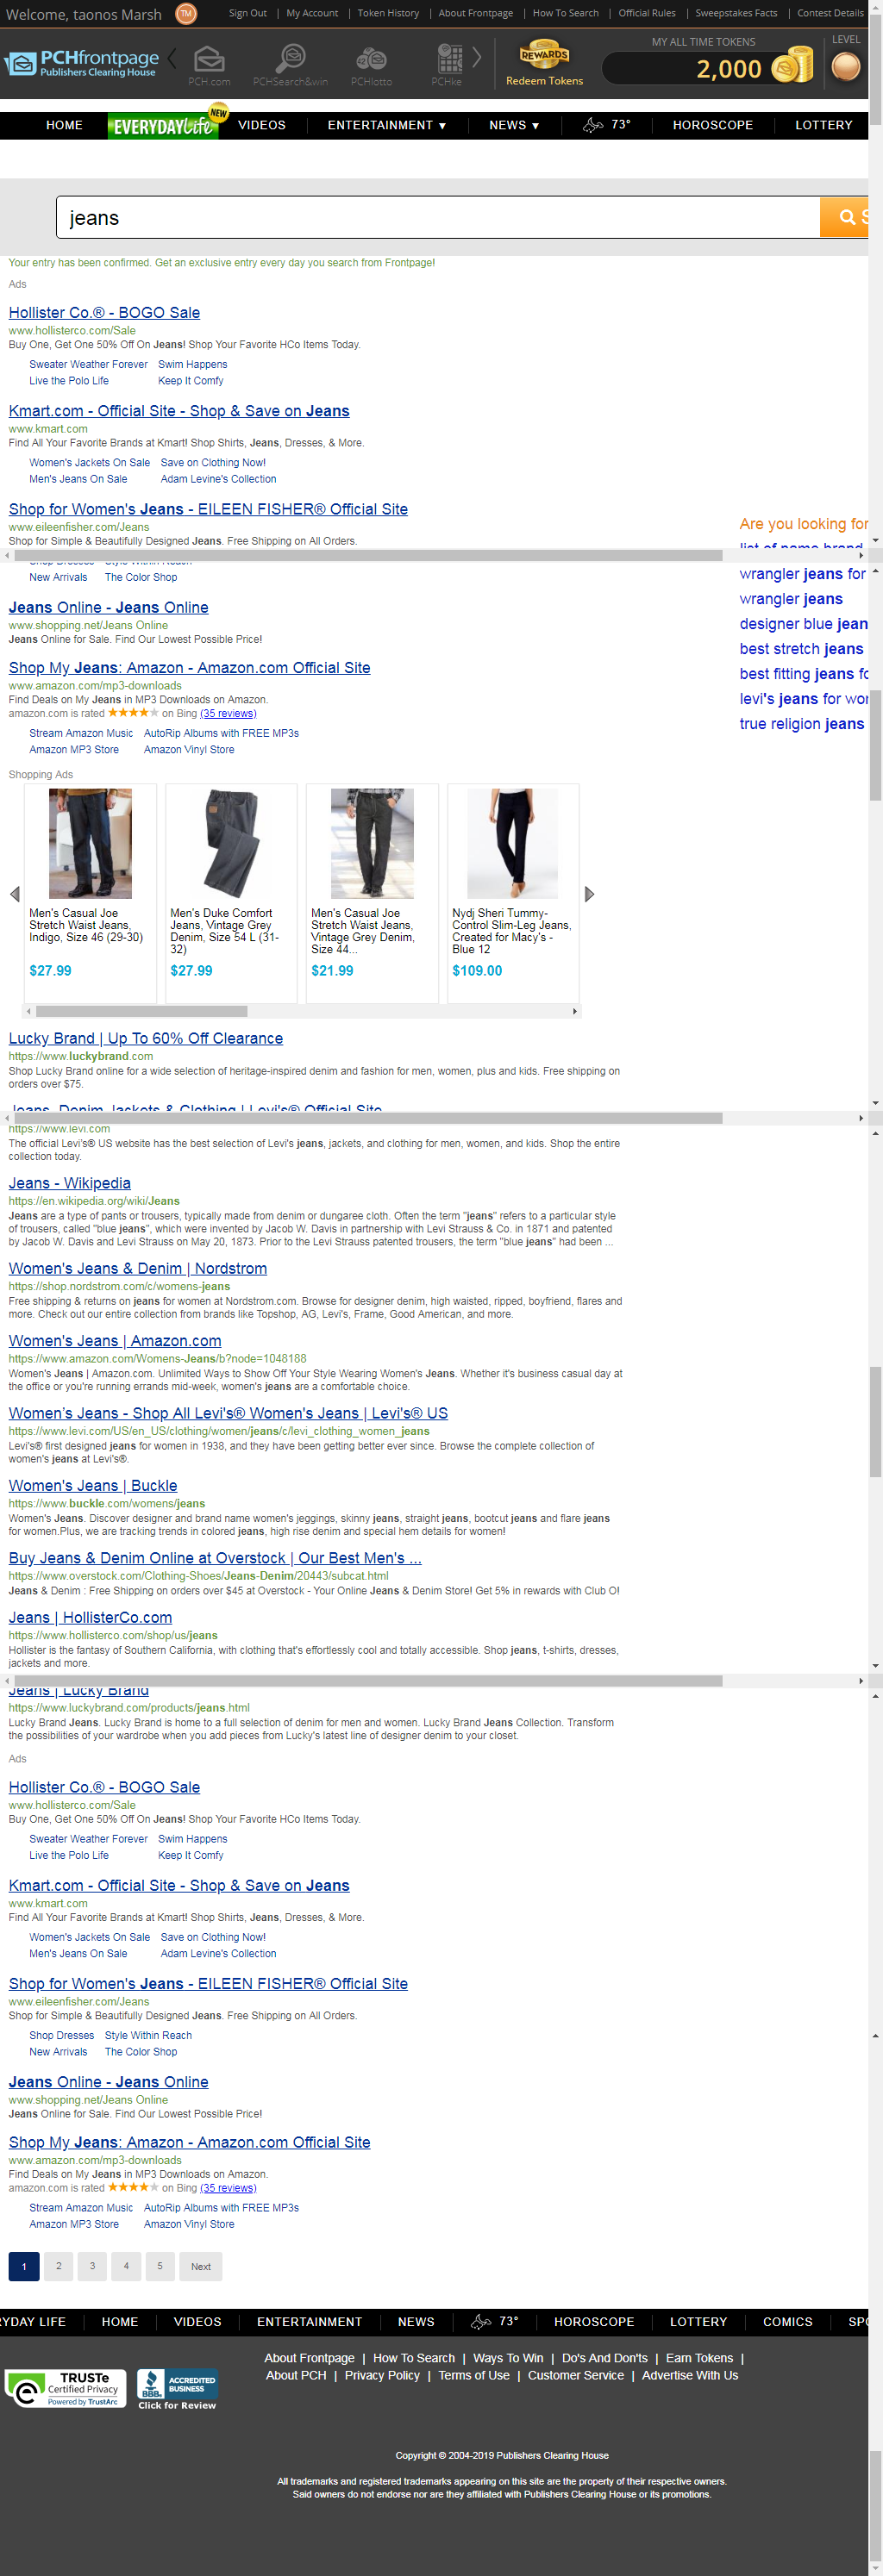 Welcome, taonos Marsh
TM
Sign Out | My Account | Token History | About Frontpage | How To Search | Official Rules | Sweepstakes Facts | Contest Details
PCHfrontpage
Publishers Clearing House
PCH.com
PCHSearch&win
PCHlotto
PCHke
REWARDS
Redeem Tokens
MY ALL TIME TOKENS
2,000
LEVEL
HOME
EVERYDAY Life
NEW
VIDEOS
ENTERTAINMENT ▼
NEWS ▼
73°
HOROSCOPE
LOTTERY
jeans
S
Your entry has been confirmed. Get an exclusive entry every day you search from Frontpage!
Ads
Hollister Co.® - BOGO Sale
www.hollisterco.com/Sale
Buy One, Get One 50% Off On Jeans! Shop Your Favorite HCo Items Today.
Sweater Weather Forever Swim Happens
Live the Polo Life Keep It Comfy
Kmart.com - Official Site - Shop & Save on Jeans
www.kmart.com
Find All Your Favorite Brands at Kmart! Shop Shirts, Jeans, Dresses, & More.
Women's Jackets On Sale Save on Clothing Now!
Men's Jeans On Sale Adam Levine's Collection
Shop for Women's Jeans - EILEEN FISHER® Official Site
www.eileenfisher.com/Jeans
Shop for Simple & Beautifully Designed Jeans. Free Shipping on All Orders.
Are you looking for
list of name brand
Shop Dresses Style Within Reach
New Arrivals The Color Shop
wrangler jeans for
wrangler jeans
designer blue jean
best stretch jeans
best fitting jeans fo
levi's jeans for wor
true religion jeans
Jeans Online - Jeans Online
www.shopping.net/Jeans Online
Jeans Online for Sale. Find Our Lowest Possible Price!
Shop My Jeans: Amazon - Amazon.com Official Site
www.amazon.com/mp3-downloads
Find Deals on My Jeans in MP3 Downloads on Amazon.
amazon.com is rated ★★★★★ on Bing (35 reviews)
Stream Amazon Music AutoRip Albums with FREE MP3s
Amazon MP3 Store Amazon Vinyl Store
Shopping Ads
Men's Casual Joe
Stretch Waist Jeans,
Indigo, Size 46 (29-30)
$27.99
Men's Duke Comfort
Jeans, Vintage Grey
Denim, Size 54 L (31-
32)
$27.99
Men's Casual Joe
Stretch Waist Jeans,
Vintage Grey Denim,
Size 44...
$21.99
Nydj Sheri Tummy-
Control Slim-Leg Jeans,
Created for Macy's -
Blue 12
$109.00
Lucky Brand | Up To 60% Off Clearance
https://www.luckybrand.com
Shop Lucky Brand online for a wide selection of heritage-inspired denim and fashion for men, women, plus and kids. Free shipping on
orders over $75.
Jeans, Denim Jackets & Clothing | Levi's® Official Site
https://www.levi.com
The official Levi's® US website has the best selection of Levi's jeans, jackets, and clothing for men, women, and kids. Shop the entire
collection today.
Jeans - Wikipedia
https://en.wikipedia.org/wiki/Jeans
Jeans are a type of pants or trousers, typically made from denim or dungaree cloth. Often the term "jeans" refers to a particular style
of trousers, called "blue jeans", which were invented by Jacob W. Davis in partnership with Levi Strauss & Co. in 1871 and patented
by Jacob W. Davis and Levi Strauss on May 20, 1873. Prior to the Levi Strauss patented trousers, the term "blue jeans" had been ...
Women's Jeans & Denim | Nordstrom
https://shop.nordstrom.com/c/womens-jeans
Free shipping & returns on jeans for women at Nordstrom.com. Browse for designer denim, high waisted, ripped, boyfriend, flares and
more. Check out our entire collection from brands like Topshop, AG, Levi's, Frame, Good American, and more.
Women's Jeans | Amazon.com
https://www.amazon.com/Womens-Jeans/b?node=1048188
Women's Jeans | Amazon.com. Unlimited Ways to Show Off Your Style Wearing Women's Jeans. Whether it's business casual day at
the office or you're running errands mid-week, women's jeans are a comfortable choice.
Women's Jeans - Shop All Levi's® Women's Jeans | Levi's® US
https://www.levi.com/US/en_US/clothing/women/jeans/c/levi_clothing_women_jeans
Levi's® first designed jeans for women in 1938, and they have been getting better ever since. Browse the complete collection of
women's jeans at Levi's®.
Women's Jeans | Buckle
https://www.buckle.com/womens/jeans
Women's Jeans. Discover designer and brand name women's jeggings, skinny jeans, straight jeans, bootcut jeans and flare jeans
for women.Plus, we are tracking trends in colored jeans, high rise denim and special hem details for women!
Buy Jeans & Denim Online at Overstock | Our Best Men's ...
https://www.overstock.com/Clothing-Shoes/Jeans-Denim/20443/subcat.html
Jeans & Denim : Free Shipping on orders over $45 at Overstock - Your Online Jeans & Denim Store! Get 5% in rewards with Club O!
Jeans | HollisterCo.com
https://www.hollisterco.com/shop/us/jeans
Hollister is the fantasy of Southern California, with clothing that's effortlessly cool and totally accessible. Shop jeans, t-shirts, dresses,
jackets and more.
Jeans | Lucky Brand
https://www.luckybrand.com/products/jeans.html
Lucky Brand Jeans. Lucky Brand is home to a full selection of denim for men and women. Lucky Brand Jeans Collection. Transform
the possibilities of your wardrobe when you add pieces from Lucky's latest line of designer denim to your closet.
Ads
Hollister Co.® - BOGO Sale
www.hollisterco.com/Sale
Buy One, Get One 50% Off On Jeans! Shop Your Favorite HCo Items Today.
Sweater Weather Forever Swim Happens
Live the Polo Life Keep It Comfy
Kmart.com - Official Site - Shop & Save on Jeans
www.kmart.com
Find All Your Favorite Brands at Kmart! Shop Shirts, Jeans, Dresses, & More.
Women's Jackets On Sale Save on Clothing Now!
Men's Jeans On Sale Adam Levine's Collection
Shop for Women's Jeans - EILEEN FISHER® Official Site
www.eileenfisher.com/Jeans
Shop for Simple & Beautifully Designed Jeans. Free Shipping on All Orders.
Shop Dresses Style Within Reach
New Arrivals The Color Shop
Jeans Online - Jeans Online
www.shopping.net/Jeans Online
Jeans Online for Sale. Find Our Lowest Possible Price!
Shop My Jeans: Amazon - Amazon.com Official Site
www.amazon.com/mp3-downloads
Find Deals on My Jeans in MP3 Downloads on Amazon.
amazon.com is rated ★★★★★ on Bing (35 reviews)
Stream Amazon Music AutoRip Albums with FREE MP3s
Amazon MP3 Store Amazon Vinyl Store
1 2 3 4 5 Next
RYDAY LIFE HOME VIDEOS ENTERTAINMENT NEWS 73° HOROSCOPE LOTTERY COMICS SPO
About Frontpage | How To Search | Ways To Win | Do's And Don'ts | Earn Tokens |
About PCH | Privacy Policy | Terms of Use | Customer Service | Advertise With Us
TRUSTe
Certified Privacy
Powered by TrustArc
BBB
ACCREDITED
BUSINESS
Click for Review
Copyright © 2004-2019 Publishers Clearing House
All trademarks and registered trademarks appearing on this site are the property of their respective owners.
Said owners do not endorse nor are they affiliated with Publishers Clearing House or its promotions.